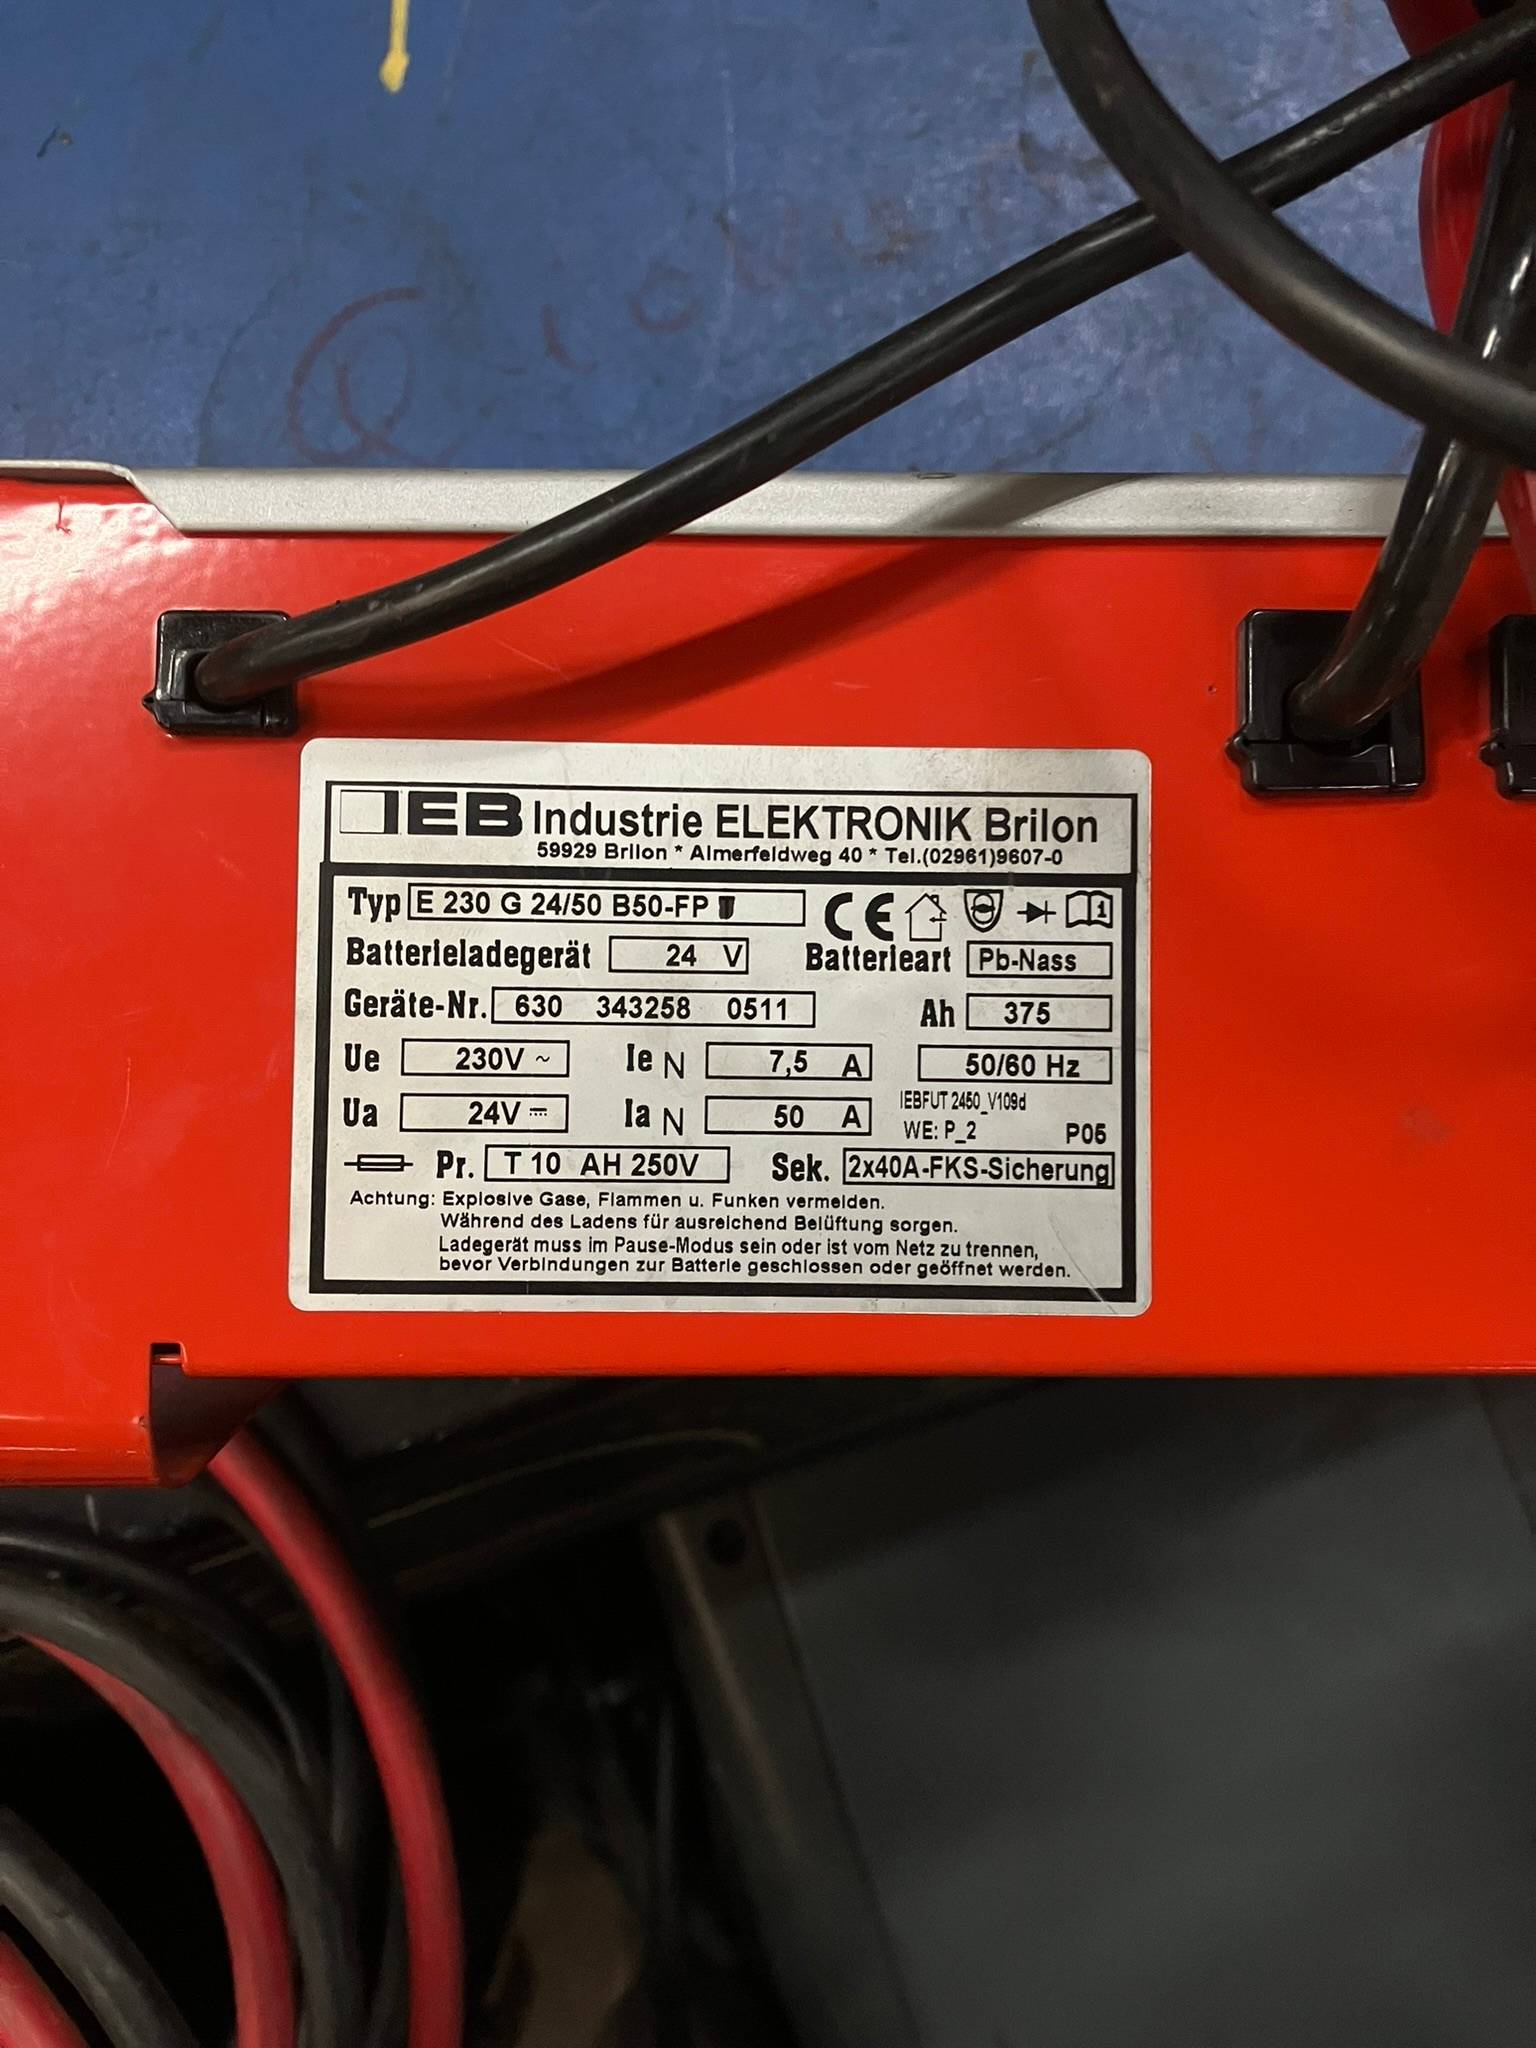 IEB Industrie ELEKTRONIK Brilon
59929 Brilon * Almerfeldweg 40 * Tel.(02961)9607-0
Typ E 230 G 24/50 B50-FP
CE
Batterieladegerät 24 V Batterieart Pb-Nass
Geräte-Nr. 630 343258 0511 Ah 375
Ue 230V ~ Ie N 7,5 A 50/60 Hz
Ua 24V Ia N 50 A IEBFUT 2450_V109d
WE: P_2 P05
Pr. T 10 AH 250V Sek. 2x40A-FKS-Sicherung
Achtung: Explosive Gase, Flammen u. Funken vermeiden.
Während des Ladens für ausreichend Belüftung sorgen.
Ladegerät muss im Pause-Modus sein oder ist vom Netz zu trennen,
bevor Verbindungen zur Batterie geschlossen oder geöffnet werden.